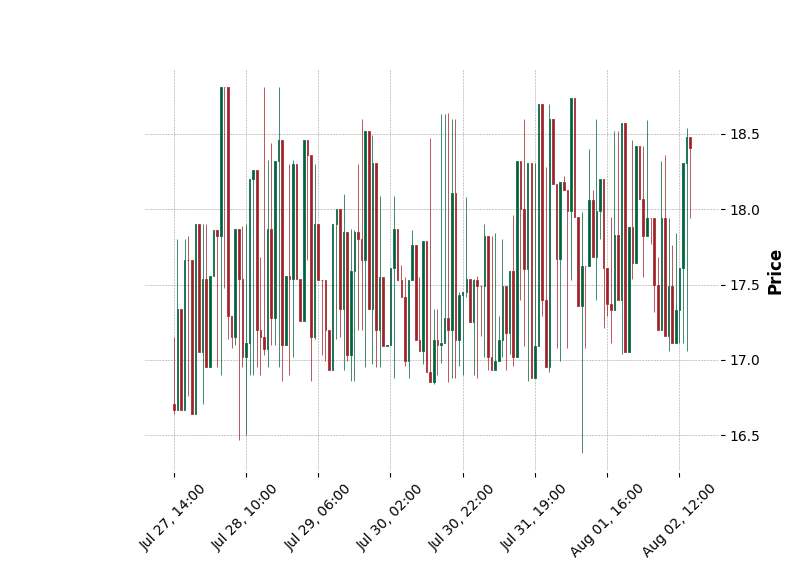 18.5
18.0
17.5
17.0
16.5
Price
Jul 27, 14:00
Jul 28, 10:00
Jul 29, 06:00
Jul 30, 02:00
Jul 30, 22:00
Jul 31, 19:00
Aug 01, 16:00
Aug 02, 12:00